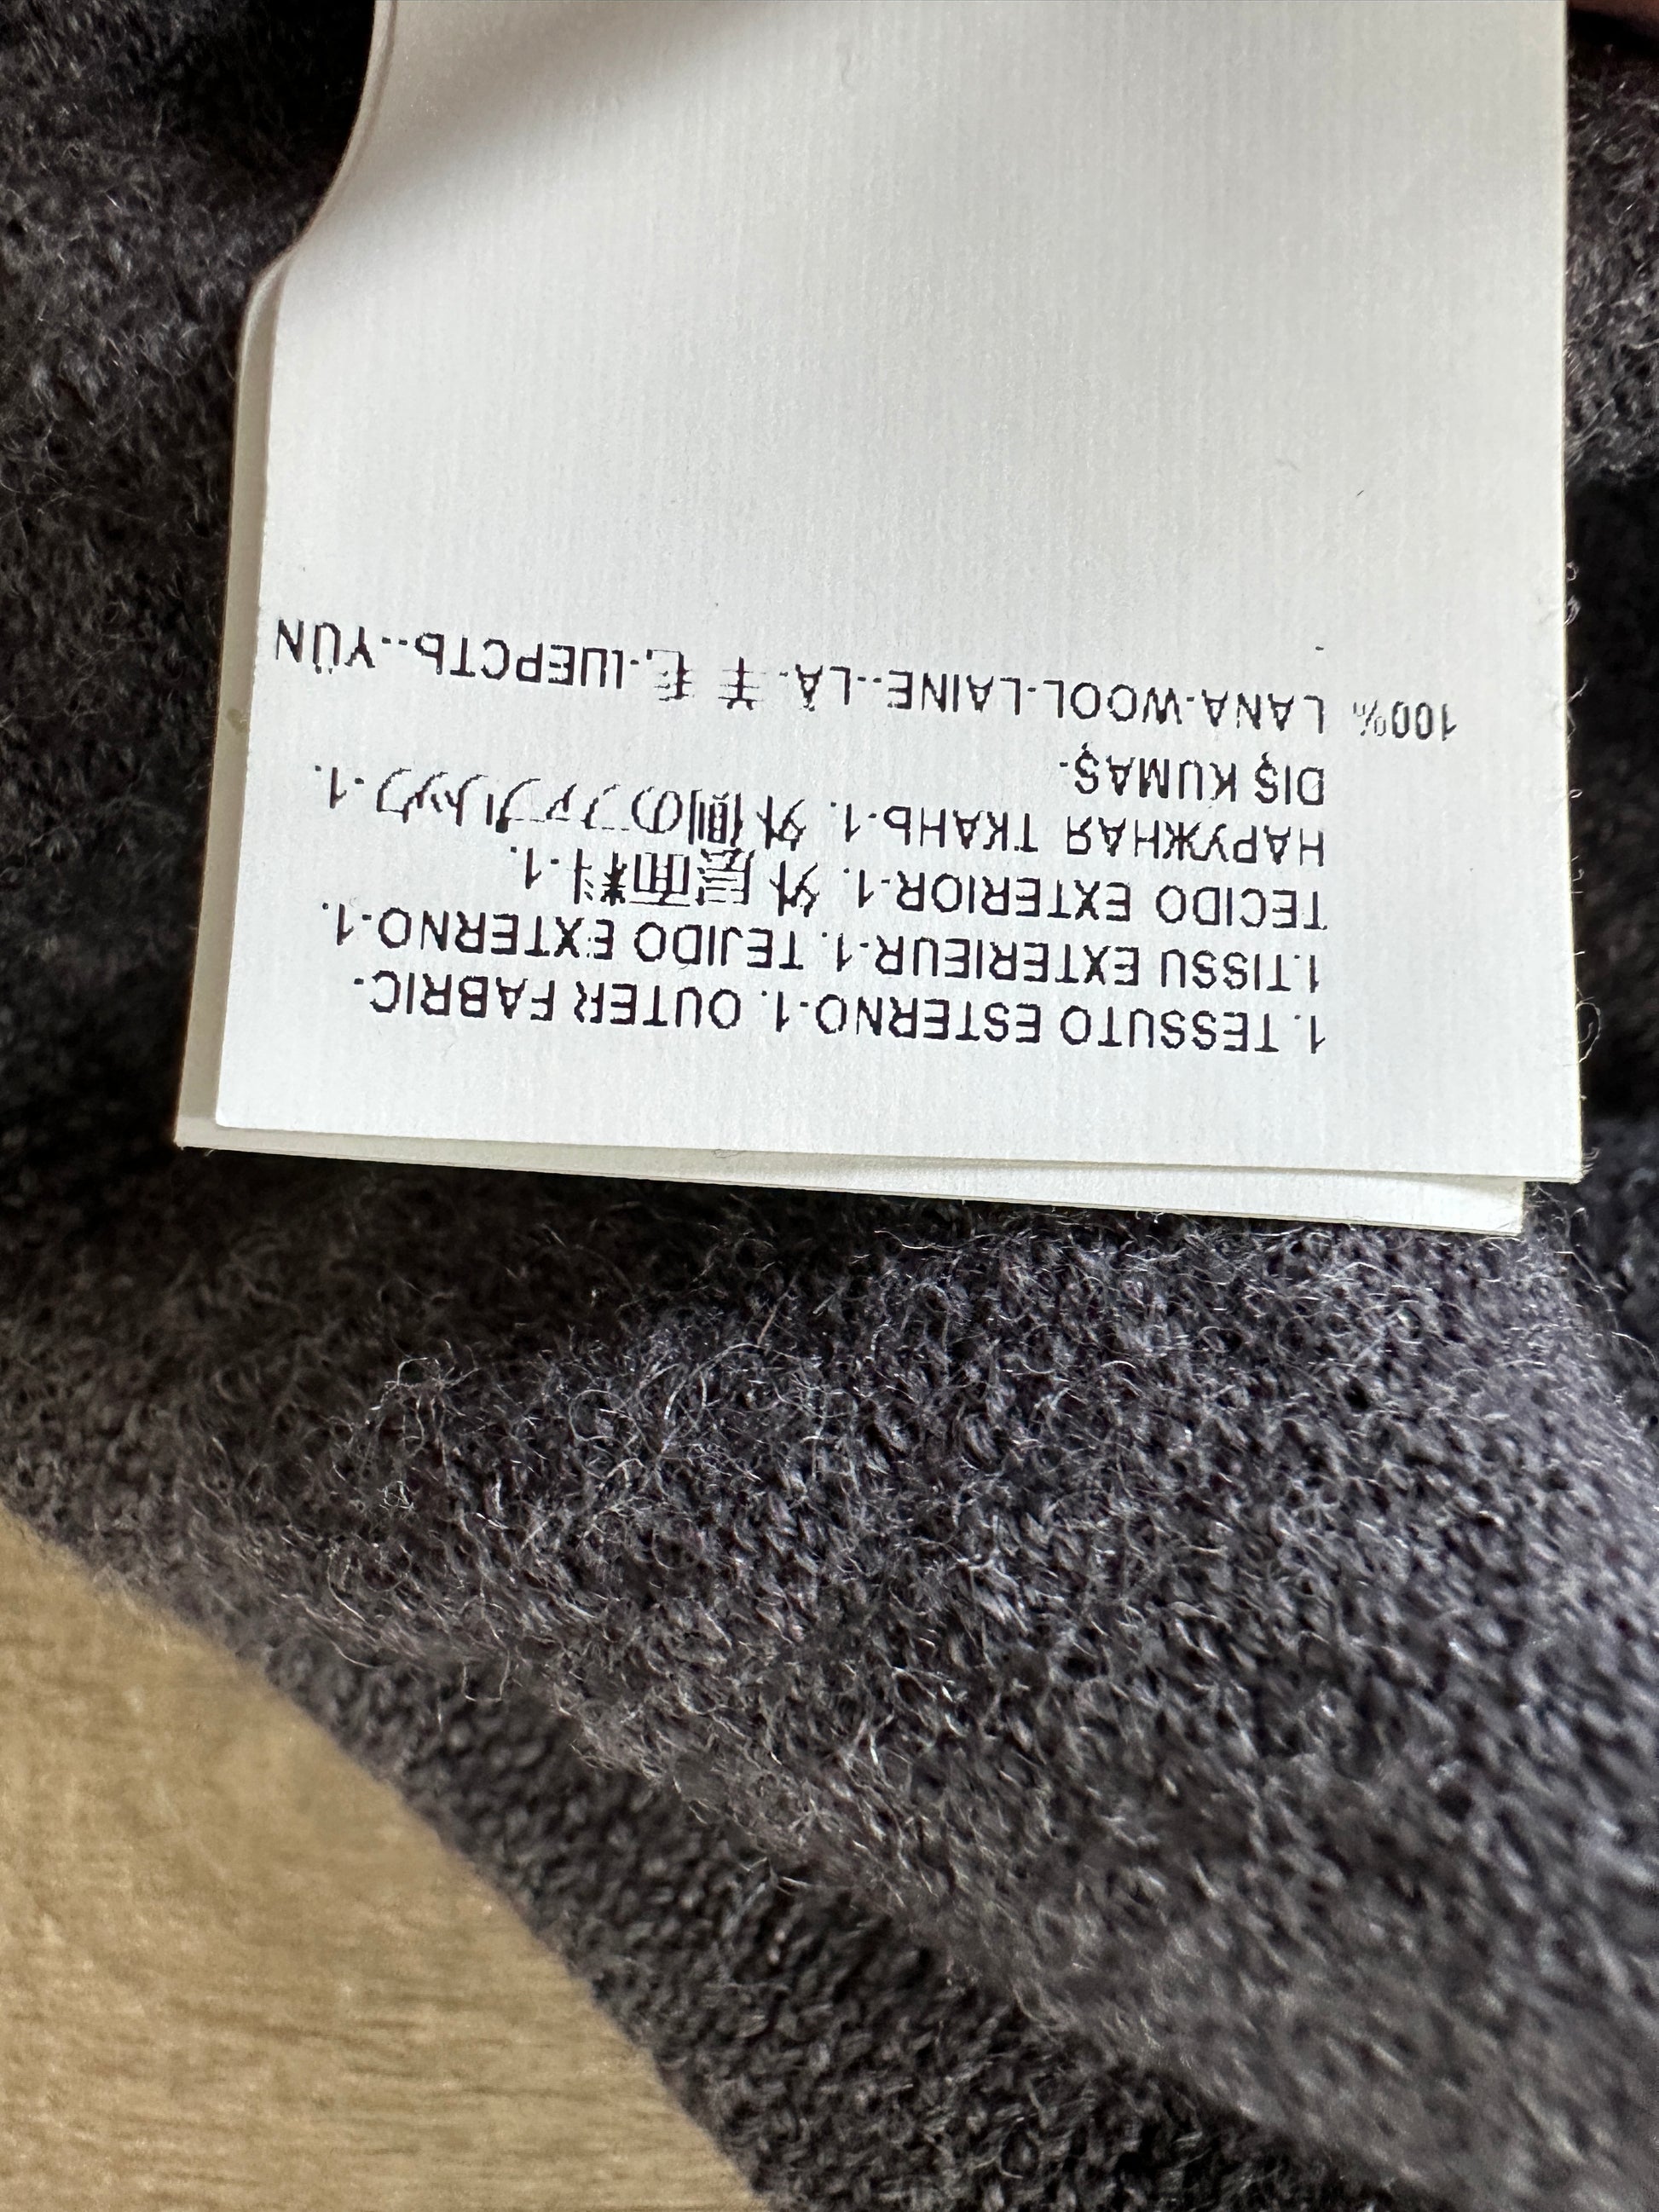 1. TESSUTO ESTERNO-1. OUTER FABRIC-
1.TISSU EXTERIEUR-1. TEJIDO EXTERNO-1.
TECIDO EXTERIOR-1. 外层面料-1.
НАРУЖНАЯ ТКАНЬ-1. 外側のファブリック-1.
DIŞ KUMAŞ-
100% LANA-WOOL-LAINE--LÃ-羊毛,-ШЕРСТЬ--YÜN
-